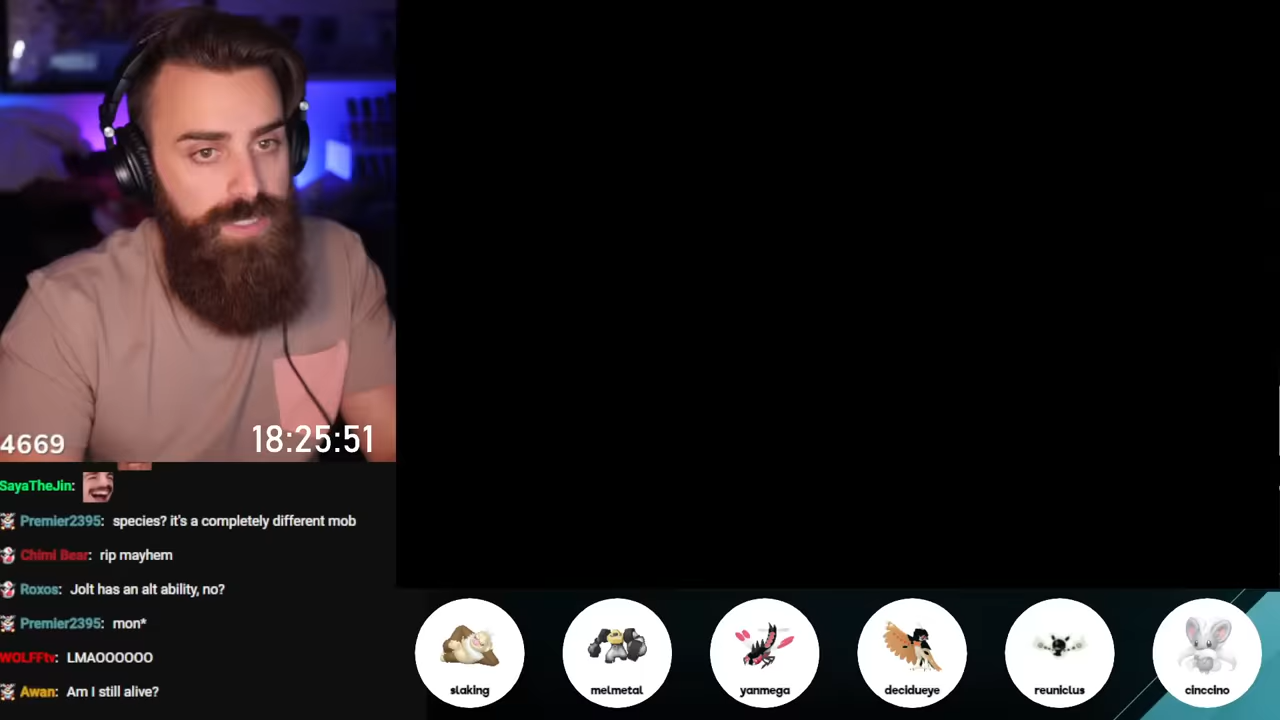 4669
18:25:51
SayaTheJin:
Premier2395: species? it's a completely different mob
Chimi Bear: rip mayhem
Roxos: Jolt has an alt ability, no?
Premier2395: mon*
WOLFFtv: LMAOOOOOO
Awan: Am I still alive?
slaking
melmetal
yanmega
decidueye
reuniclus
cinccino